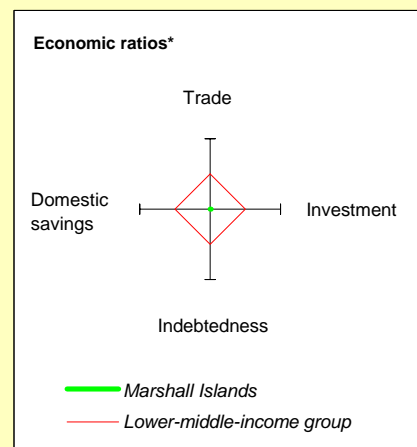 Economic ratios*
Trade
Domestic
savings
Investment
Indebtedness
Marshall Islands
Lower-middle-income group